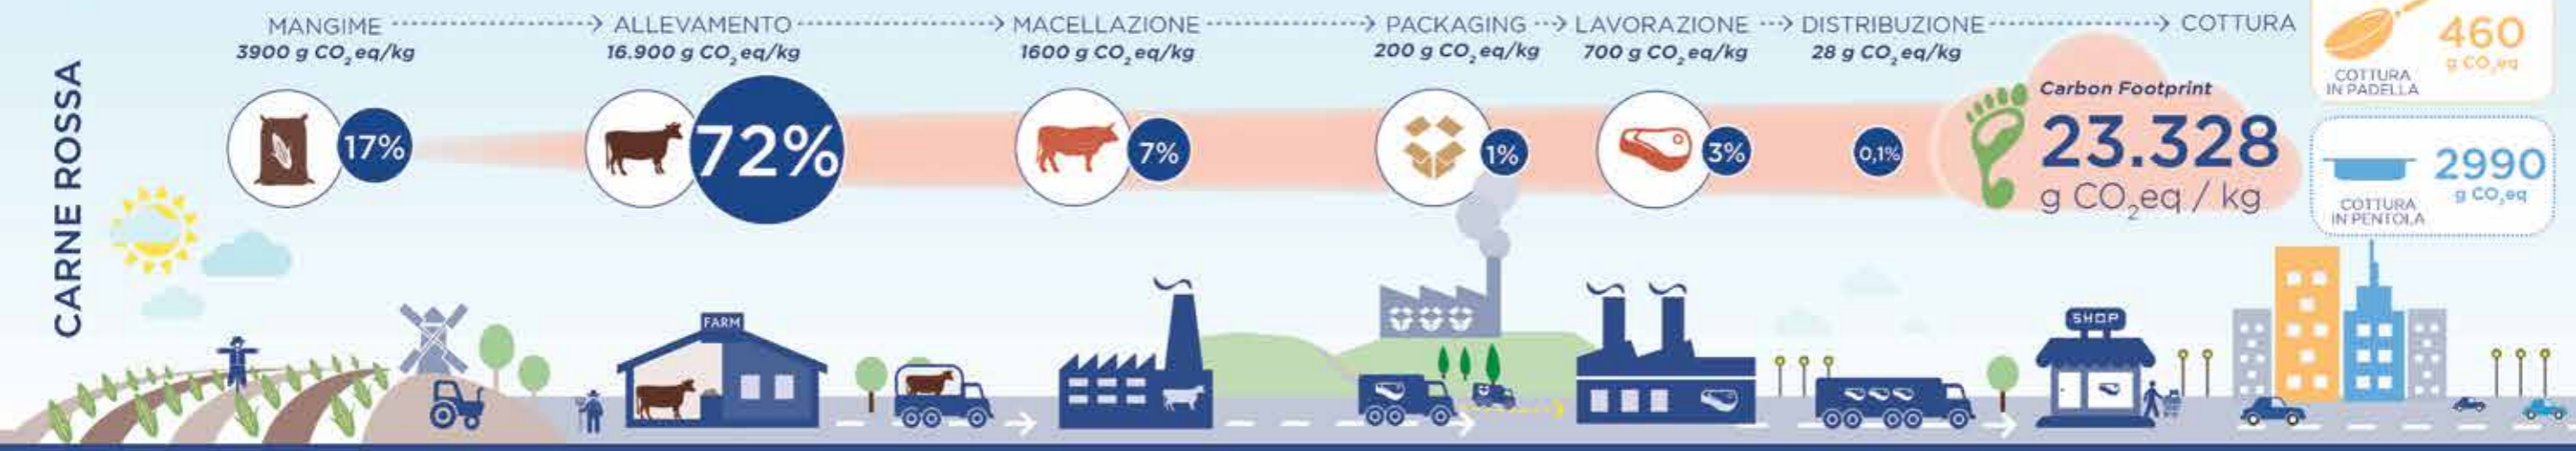 CARNE ROSSA
MANGIME
3900 g CO₂eq/kg
17%
ALLEVAMENTO
16.900 g CO₂eq/kg
72%
MACELLAZIONE
1600 g CO₂eq/kg
7%
PACKAGING
200 g CO₂eq/kg
1%
LAVORAZIONE
700 g CO₂eq/kg
3%
DISTRIBUZIONE
28 g CO₂eq/kg
0,1%
COTTURA
Carbon Footprint
23.328
g CO₂eq / kg
460
g CO₂eq
COTTURA
IN PADELLA
2990
g CO₂eq
COTTURA
IN PENTOLA
FARM
SHOP